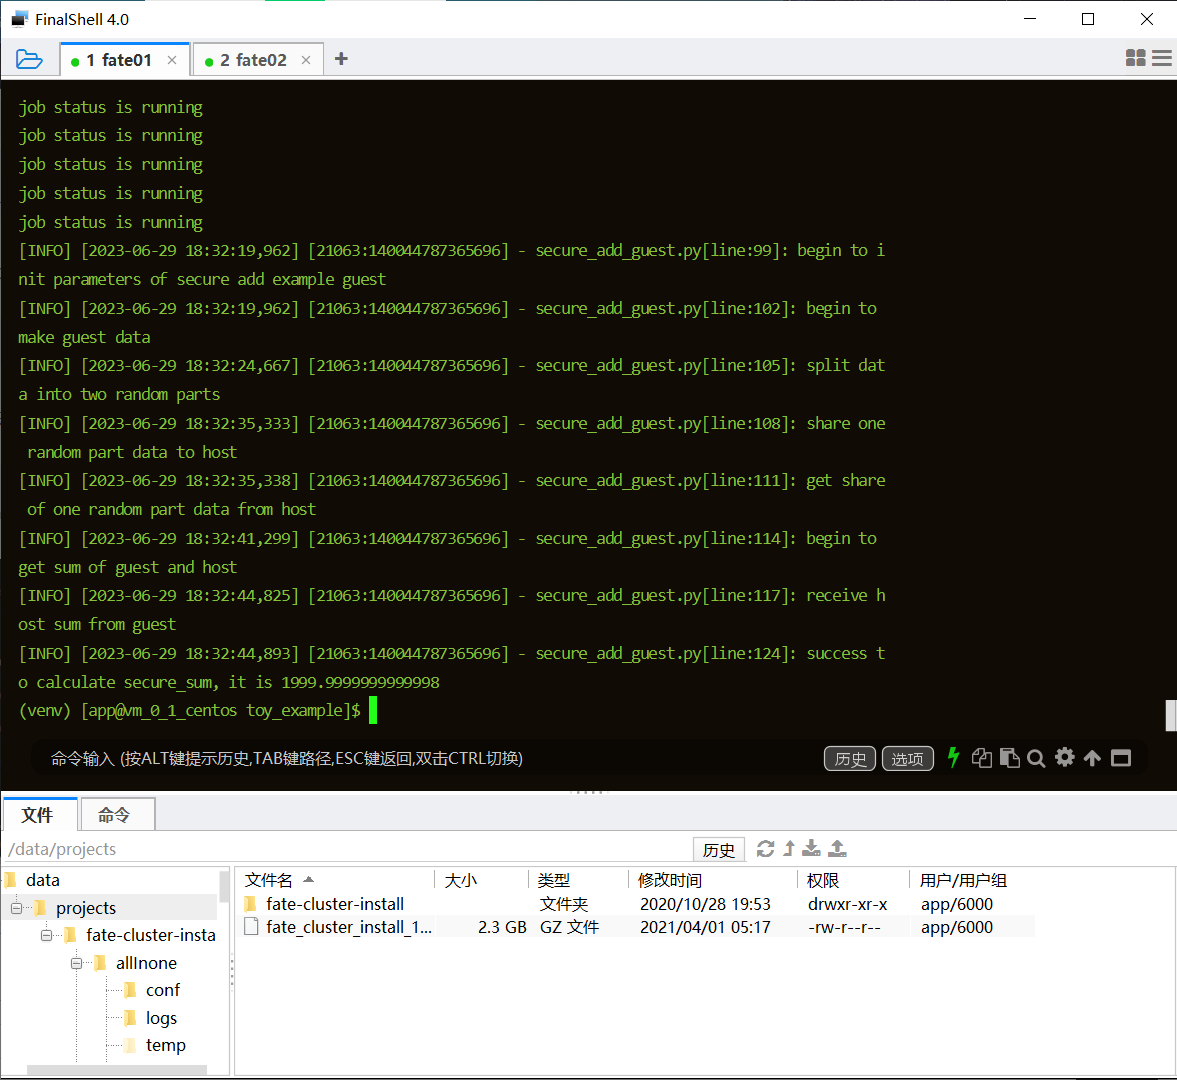 FinalShell 4.0
1 fate01
2 fate02
job status is running
job status is running
job status is running
job status is running
job status is running
[INFO] [2023-06-29 18:32:19,962] [21063:140044787365696] - secure_add_guest.py[line:99]: begin to i
nit parameters of secure add example guest
[INFO] [2023-06-29 18:32:19,962] [21063:140044787365696] - secure_add_guest.py[line:102]: begin to
make guest data
[INFO] [2023-06-29 18:32:24,667] [21063:140044787365696] - secure_add_guest.py[line:105]: split dat
a into two random parts
[INFO] [2023-06-29 18:32:35,333] [21063:140044787365696] - secure_add_guest.py[line:108]: share one
random part data to host
[INFO] [2023-06-29 18:32:35,338] [21063:140044787365696] - secure_add_guest.py[line:111]: get share
of one random part data from host
[INFO] [2023-06-29 18:32:41,299] [21063:140044787365696] - secure_add_guest.py[line:114]: begin to
get sum of guest and host
[INFO] [2023-06-29 18:32:44,825] [21063:140044787365696] - secure_add_guest.py[line:117]: receive h
ost sum from guest
[INFO] [2023-06-29 18:32:44,893] [21063:140044787365696] - secure_add_guest.py[line:124]: success t
o calculate secure_sum, it is 1999.9999999999998
(venv) [app@vm_0_1_centos toy_example]$
命令输入 (按ALT键提示历史,TAB键路径,ESC键返回,双击CTRL切换)
历史 选项
文件 命令
/data/projects
历史
data
projects
fate-cluster-insta
allInone
conf
logs
temp
文件名 大小 类型 修改时间 权限 用户/用户组
fate-cluster-install 文件夹 2020/10/28 19:53 drwxr-xr-x app/6000
fate_cluster_install_1... 2.3 GB GZ 文件 2021/04/01 05:17 -rw-r--r-- app/6000